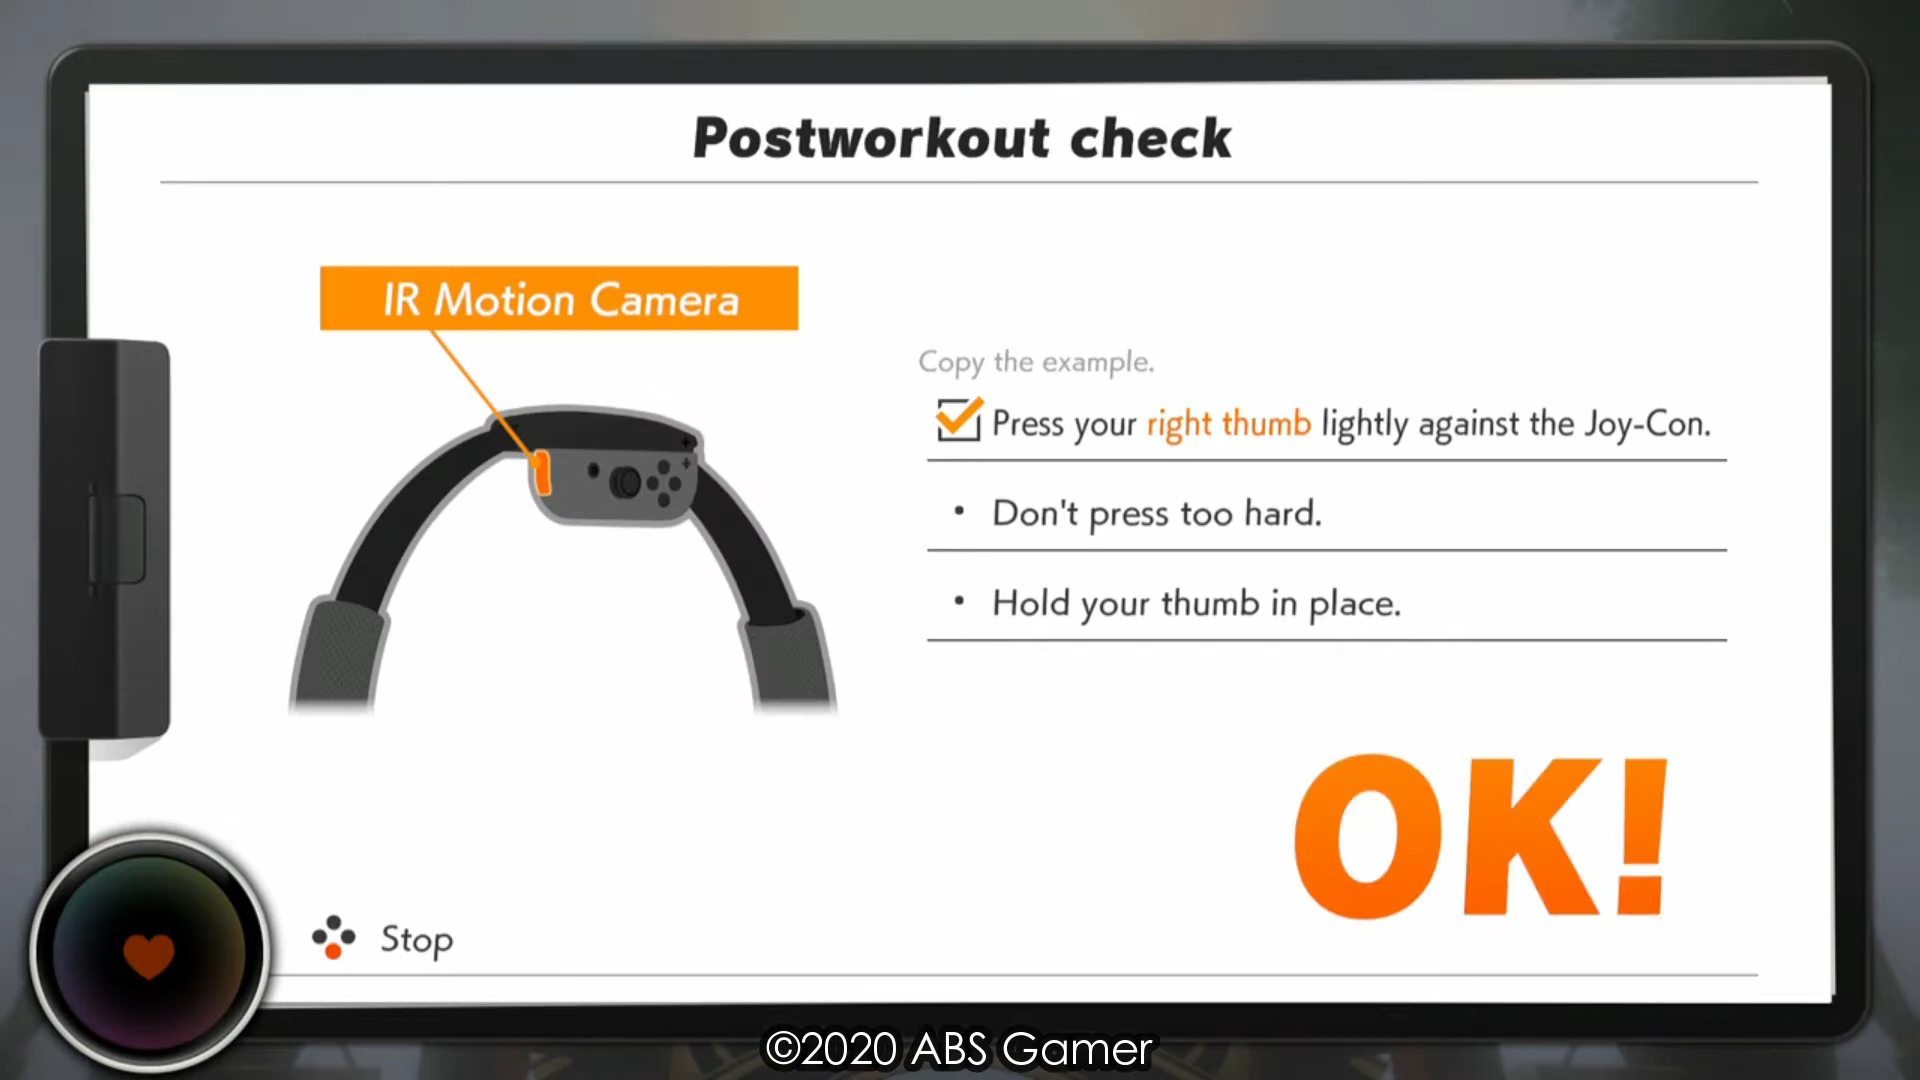 Postworkout check
IR Motion Camera
Copy the example.
Press your right thumb lightly against the Joy-Con.
• Don't press too hard.
• Hold your thumb in place.
OK!
Stop
©2020 ABS Gamer